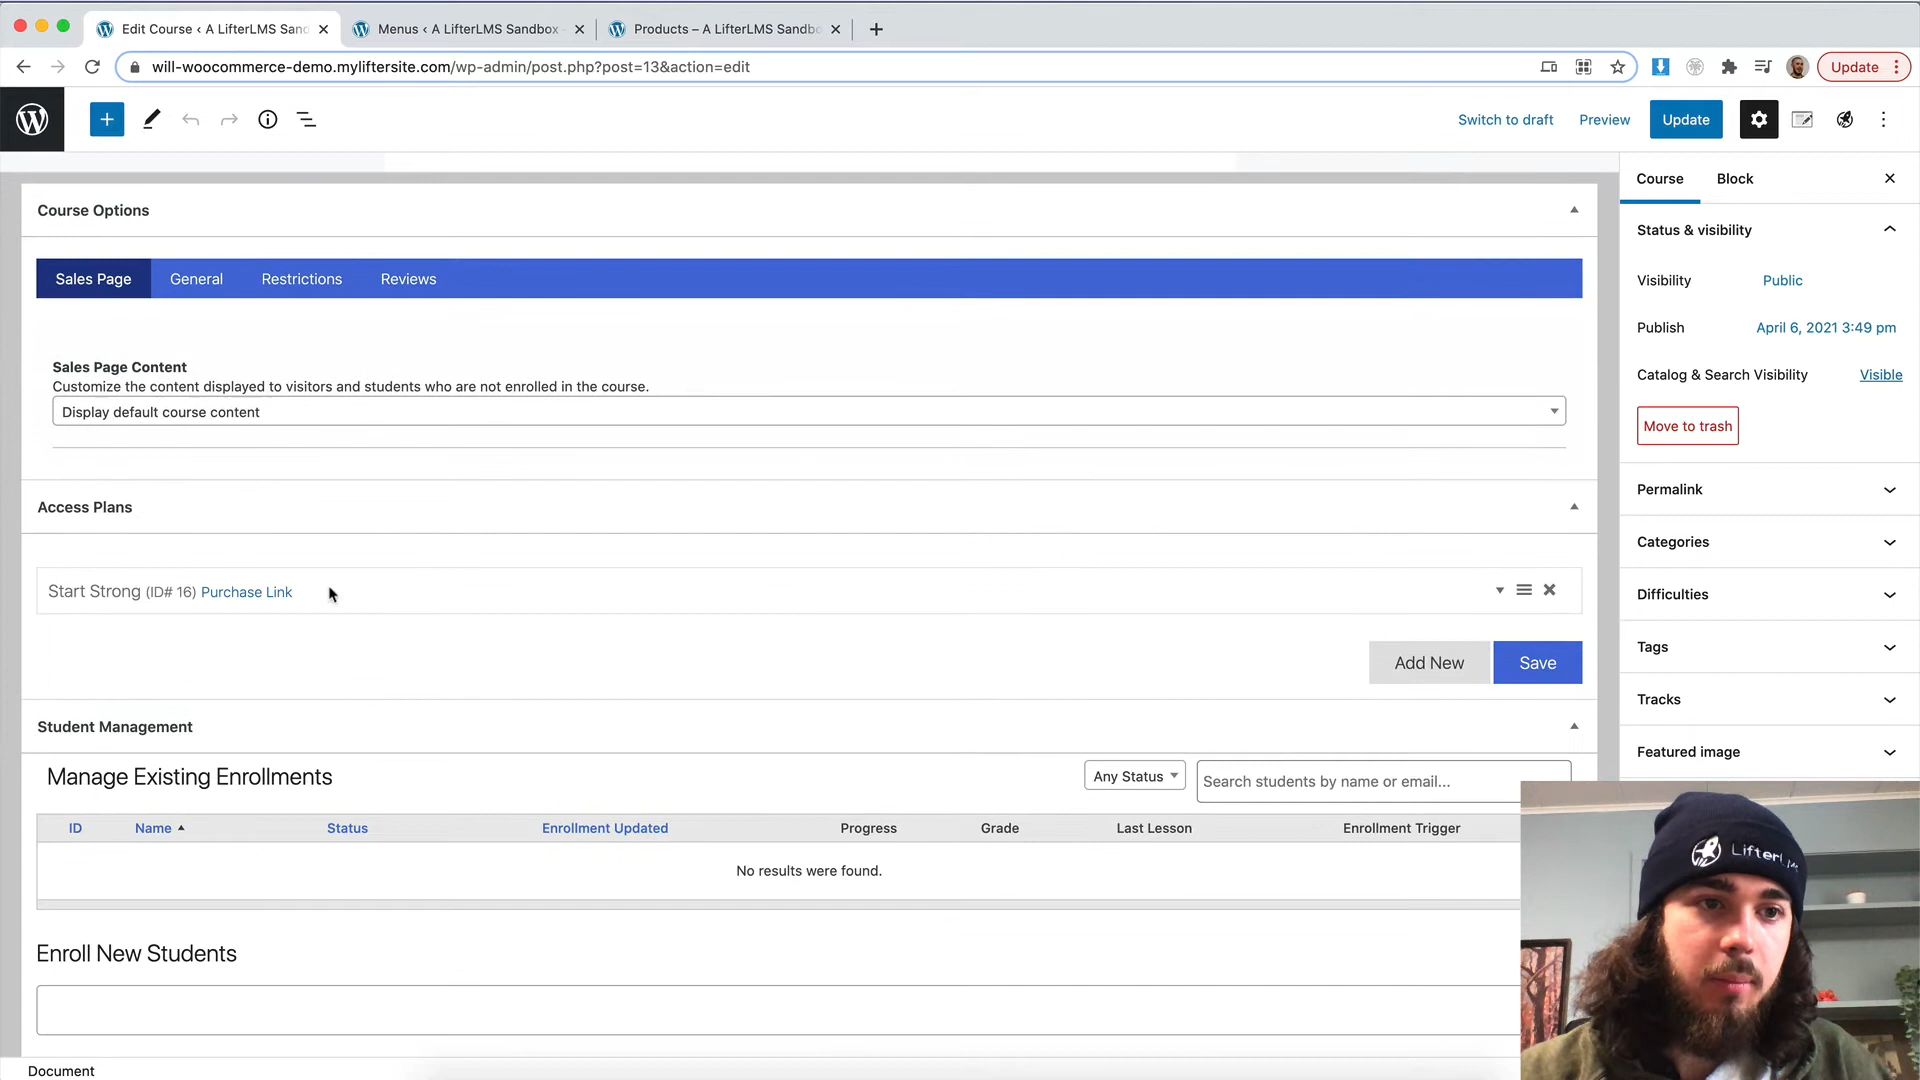 Edit Course ‹ A LifterLMS Sand
Menus ‹ A LifterLMS Sandbox
Products – A LifterLMS Sandbo
will-woocommerce-demo.myliftersite.com/wp-admin/post.php?post=13&action=edit
Update
Switch to draft
Preview
Update
Course
Block
Course Options
Status & visibility
Sales Page
General
Restrictions
Reviews
Visibility
Public
Publish
April 6, 2021 3:49 pm
Sales Page Content
Customize the content displayed to visitors and students who are not enrolled in the course.
Display default course content
Catalog & Search Visibility
Visible
Move to trash
Permalink
Access Plans
Categories
Start Strong (ID# 16) Purchase Link
Difficulties
Tags
Add New
Save
Tracks
Student Management
Featured image
Manage Existing Enrollments
Any Status
Search students by name or email...
ID
Name
Status
Enrollment Updated
Progress
Grade
Last Lesson
Enrollment Trigger
No results were found.
Enroll New Students
Document